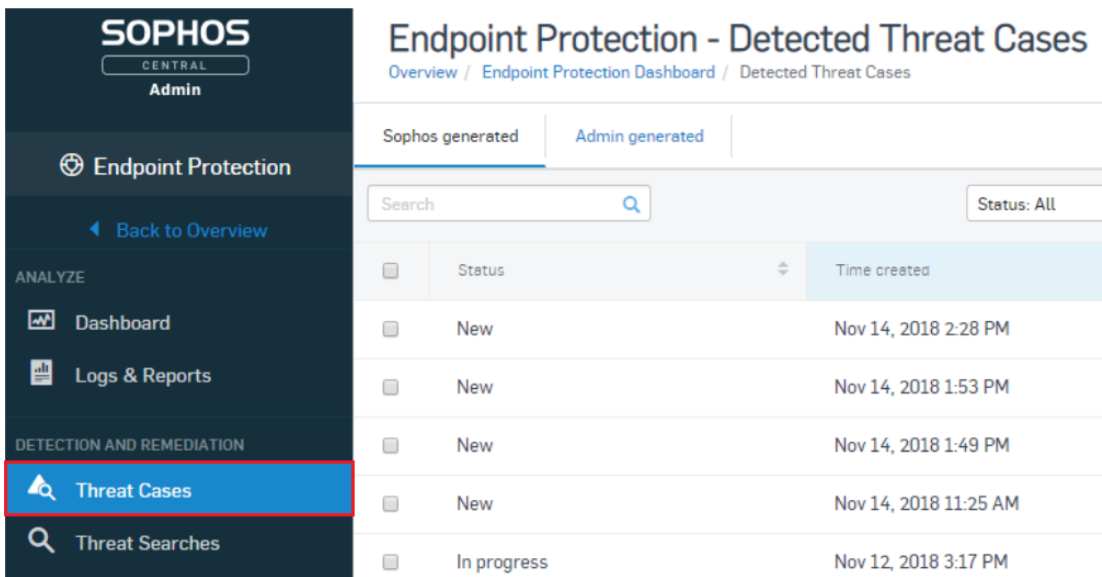 SOPHOS
CENTRAL
Admin
Endpoint Protection
Back to Overview
ANALYZE
Dashboard
Logs & Reports
DETECTION AND REMEDIATION
Threat Cases
Threat Searches
Endpoint Protection - Detected Threat Cases
Overview / Endpoint Protection Dashboard / Detected Threat Cases
Sophos generated Admin generated
Search Status: All
Status Time created
New Nov 14, 2018 2:28 PM
New Nov 14, 2018 1:53 PM
New Nov 14, 2018 1:49 PM
New Nov 14, 2018 11:25 AM
In progress Nov 12, 2018 3:17 PM